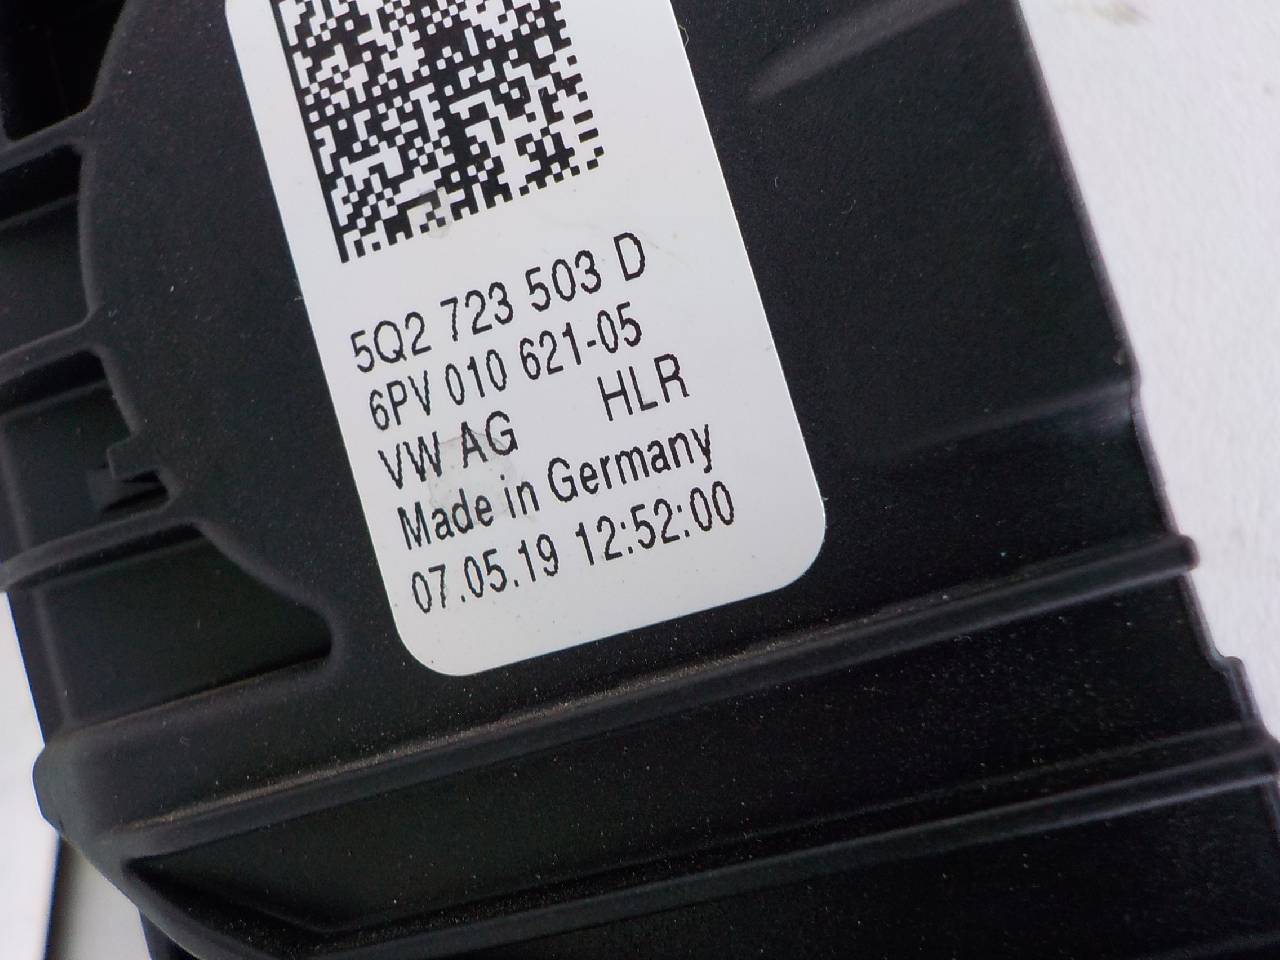 5Q2 723 503 D
6PV 010 621-05
VW AG HLR
Made in Germany
07.05.19 12:52:00